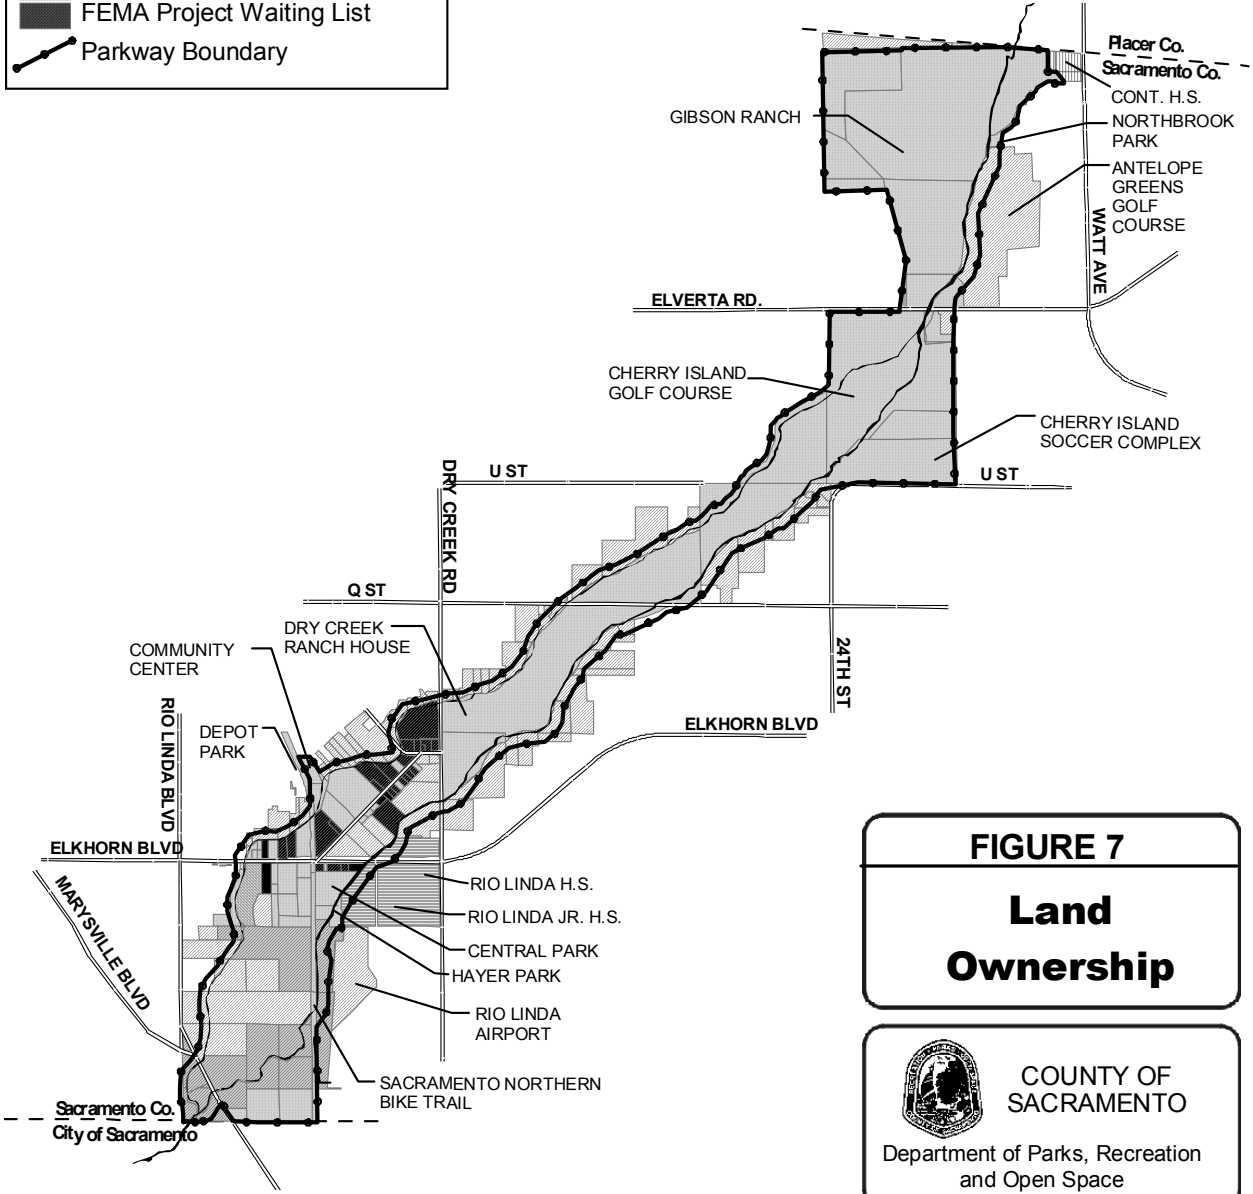 FEMA Project Waiting List
Parkway Boundary
Placer Co.
Sacramento Co.
CONT. H.S.
NORTHBROOK
PARK
GIBSON RANCH
ANTELOPE
GREENS
GOLF
COURSE
WATT AVE
ELVERTA RD.
CHERRY ISLAND
GOLF COURSE
CHERRY ISLAND
SOCCER COMPLEX
U ST
U ST
DRY CREEK RD
Q ST
DRY CREEK
RANCH HOUSE
COMMUNITY
CENTER
24TH ST
RIO LINDA BLVD
DEPOT
PARK
ELKHORN BLVD
ELKHORN BLVD
MARYSVILLE BLVD
RIO LINDA H.S.
RIO LINDA JR. H.S.
CENTRAL PARK
HAYER PARK
RIO LINDA
AIRPORT
SACRAMENTO NORTHERN
BIKE TRAIL
Sacramento Co.
City of Sacramento
FIGURE 7
Land
Ownership
COUNTY OF
SACRAMENTO
Department of Parks, Recreation
and Open Space